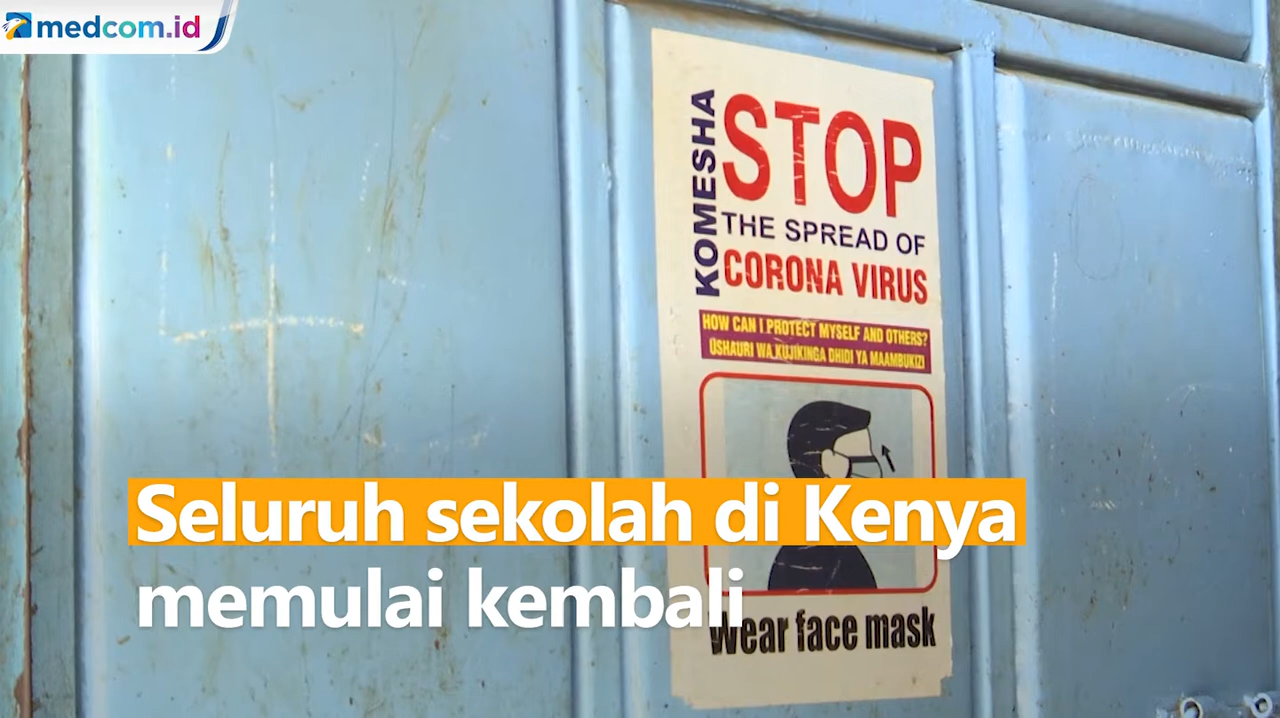 medcom.id
KOMESHA
STOP
THE SPREAD OF
CORONA VIRUS
HOW CAN I PROTECT MYSELF AND OTHERS?
USHAURI WA KUJIKINGA DHIDI YA MAAMBUKIZI
Seluruh sekolah di Kenya
memulai kembali
Wear face mask